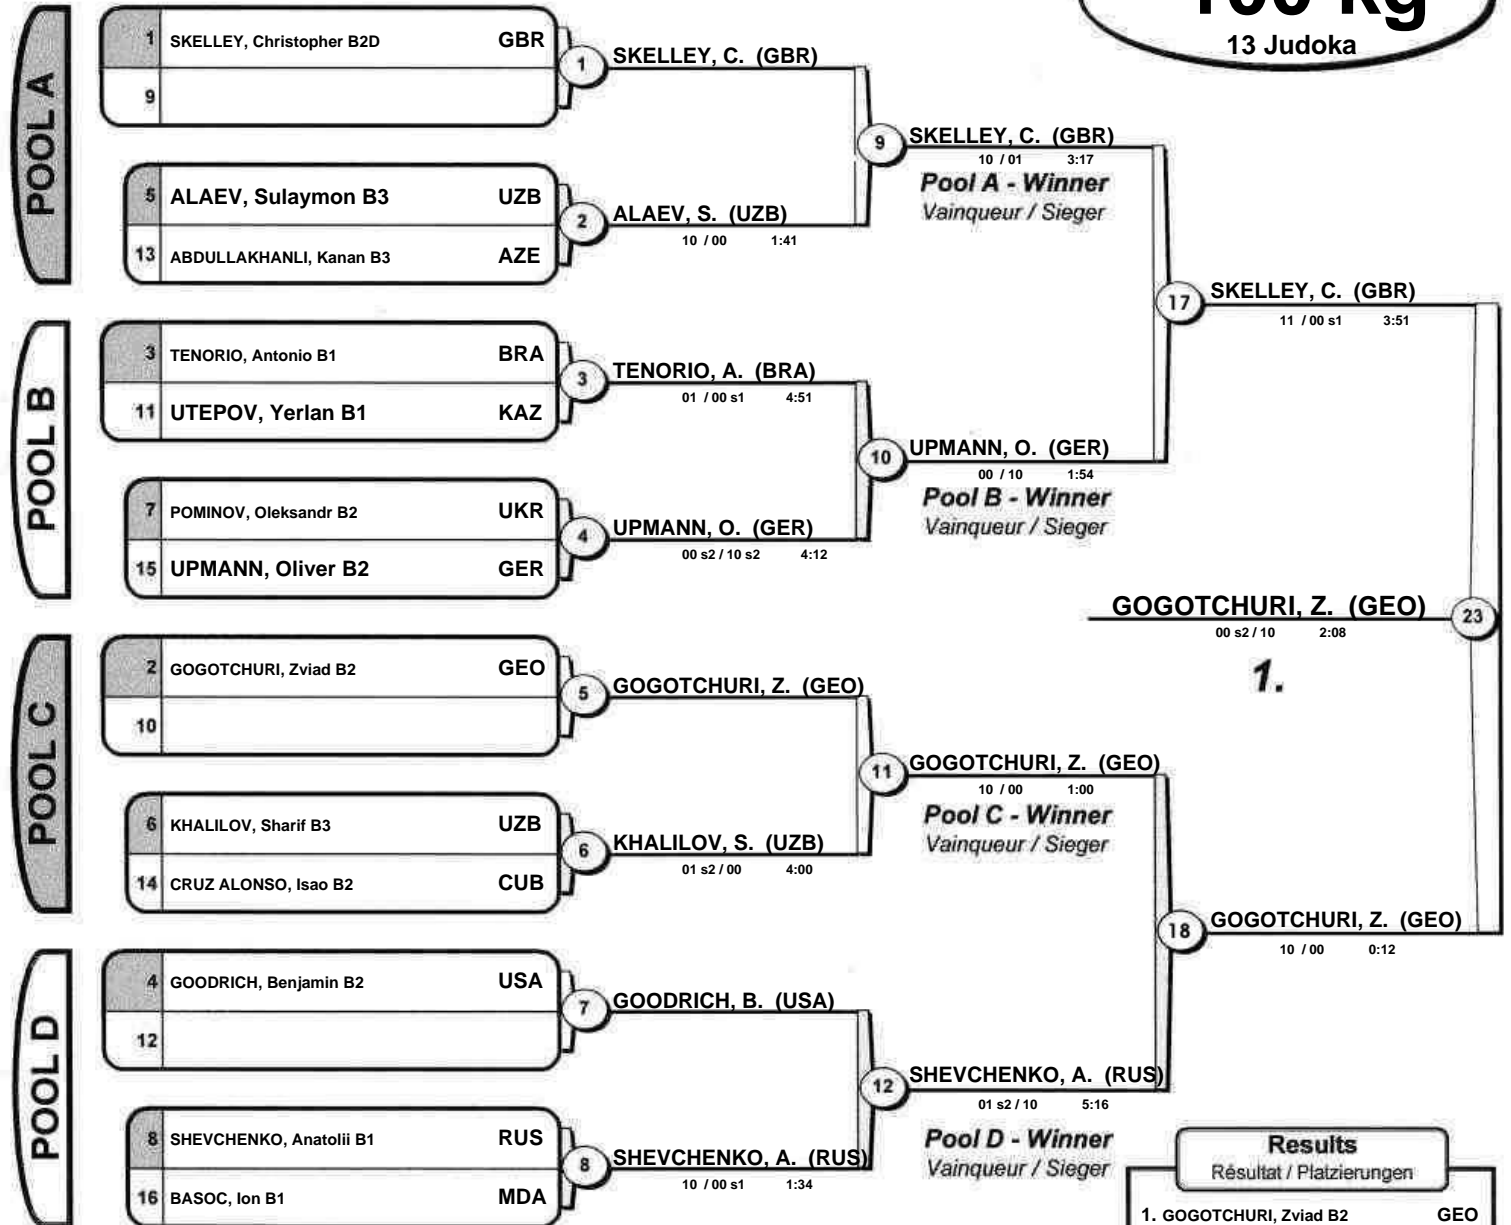 100 kg
13 Judoka
POOL A
1 SKELLEY, Christopher B2D GBR
9
1
SKELLEY, C. (GBR)
5 ALAEV, Sulaymon B3 UZB
13 ABDULLAKHANLI, Kanan B3 AZE
2
ALAEV, S. (UZB)
10 / 00 1:41
9
SKELLEY, C. (GBR)
10 / 01 3:17
Pool A - Winner
Vainqueur / Sieger
POOL B
3 TENORIO, Antonio B1 BRA
11 UTEPOV, Yerlan B1 KAZ
3
TENORIO, A. (BRA)
01 / 00 s1 4:51
7 POMINOV, Oleksandr B2 UKR
15 UPMANN, Oliver B2 GER
4
UPMANN, O. (GER)
00 s2 / 10 s2 4:12
10
UPMANN, O. (GER)
00 / 10 1:54
Pool B - Winner
Vainqueur / Sieger
17
SKELLEY, C. (GBR)
11 / 00 s1 3:51
GOGOTCHURI, Z. (GEO)
00 s2 / 10 2:08
23
1.
POOL C
2 GOGOTCHURI, Zviad B2 GEO
10
5
GOGOTCHURI, Z. (GEO)
6 KHALILOV, Sharif B3 UZB
14 CRUZ ALONSO, Isao B2 CUB
6
KHALILOV, S. (UZB)
01 s2 / 00 4:00
11
GOGOTCHURI, Z. (GEO)
10 / 00 1:00
Pool C - Winner
Vainqueur / Sieger
18
GOGOTCHURI, Z. (GEO)
10 / 00 0:12
POOL D
4 GOODRICH, Benjamin B2 USA
12
7
GOODRICH, B. (USA)
8 SHEVCHENKO, Anatolii B1 RUS
16 BASOC, Ion B1 MDA
8
SHEVCHENKO, A. (RUS)
10 / 00 s1 1:34
12
SHEVCHENKO, A. (RUS)
01 s2 / 10 5:16
Pool D - Winner
Vainqueur / Sieger
Results
Résultat / Platzierungen
1. GOGOTCHURI, Zviad B2 GEO